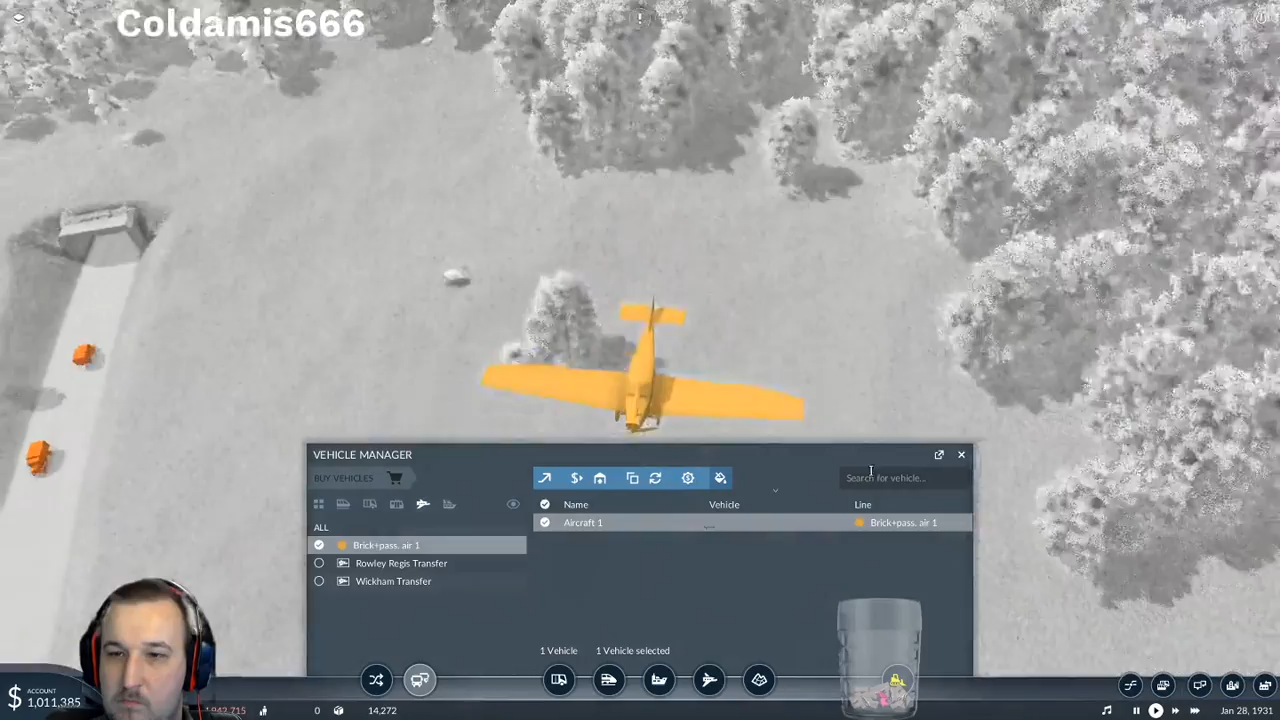 Coldamis666
VEHICLE MANAGER
BUY VEHICLES
Search for vehicle...
Name Vehicle Line
Aircraft 1 Brick+pass. air 1
ALL
Brick+pass. air 1
Rowley Regis Transfer
Wickham Transfer
1 Vehicle 1 Vehicle selected
$ ACCOUNT
1,011,385
0 14,272
Jan 28, 1931